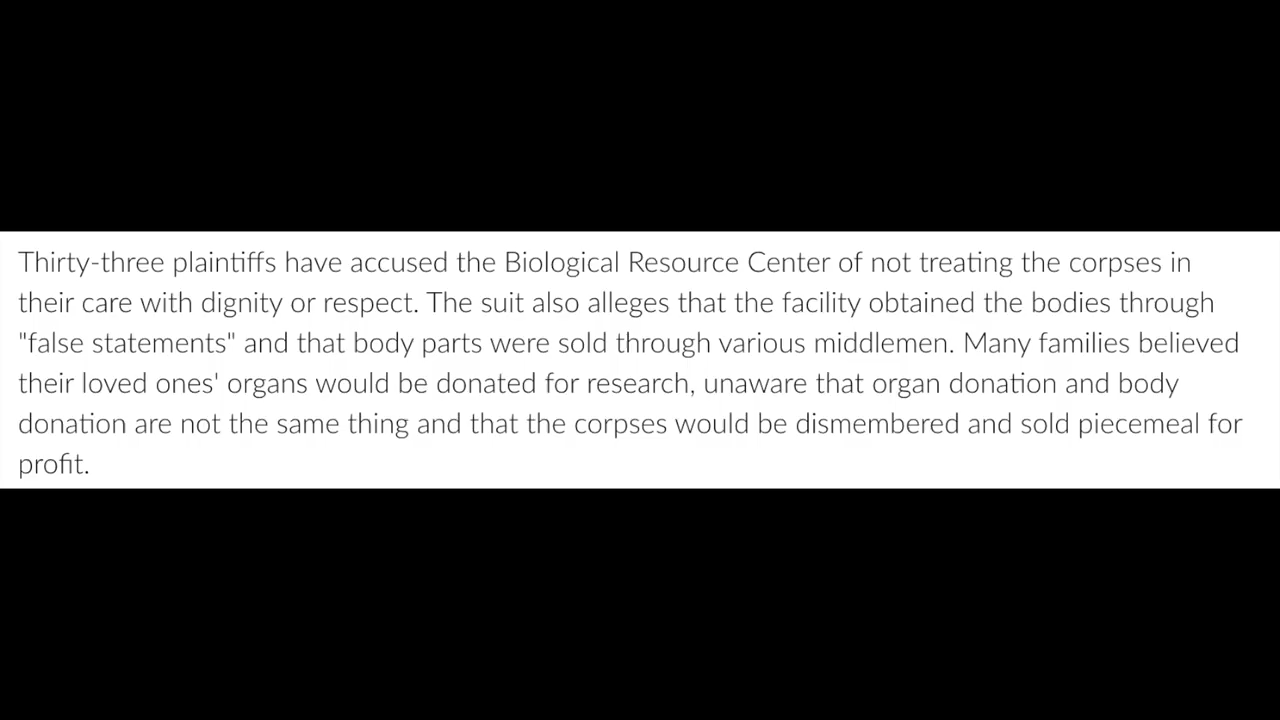 Thirty-three plaintiffs have accused the Biological Resource Center of not treating the corpses in
their care with dignity or respect. The suit also alleges that the facility obtained the bodies through
"false statements" and that body parts were sold through various middlemen. Many families believed
their loved ones' organs would be donated for research, unaware that organ donation and body
donation are not the same thing and that the corpses would be dismembered and sold piecemeal for
profit.